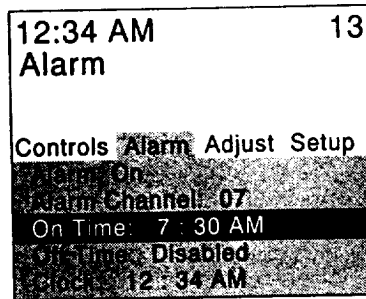 12:34 AM 13
Alarm
Controls Alarm Adjust Setup
Alarm: On
Alarm Channel: 07
On Time: 7 : 30 AM
Off Time: Disabled
Clock: 12 : 34 AM